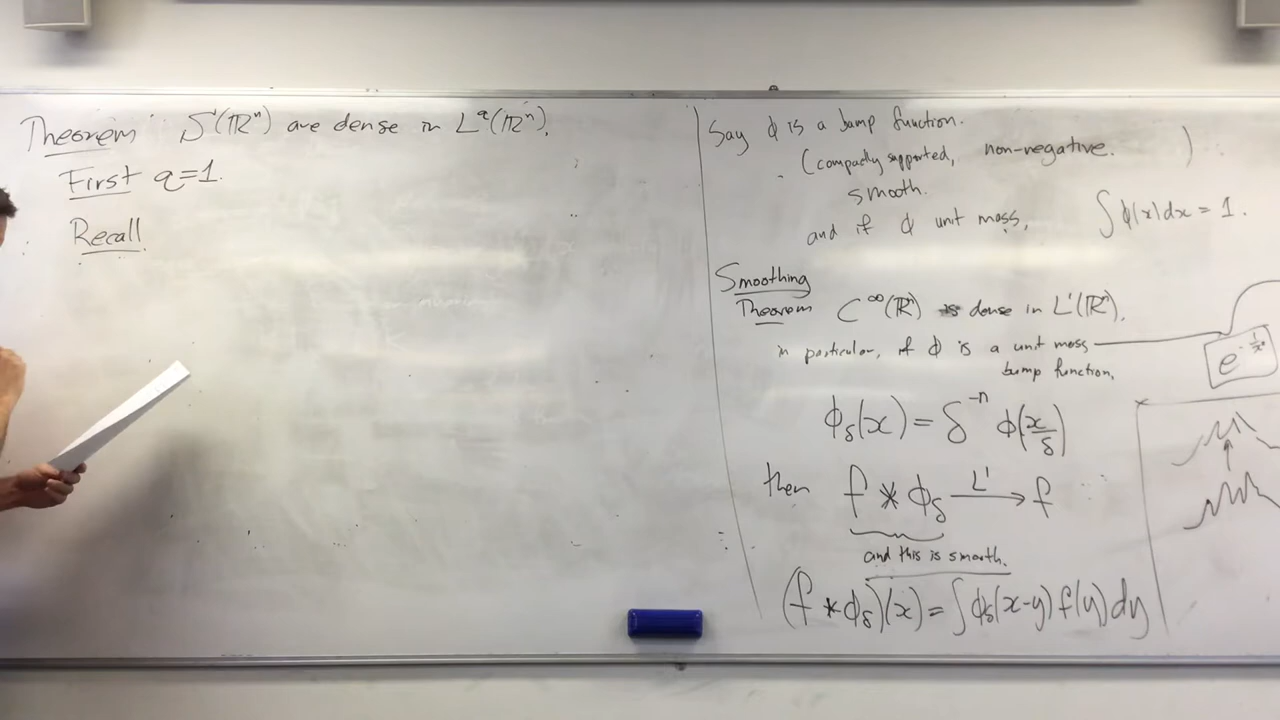 Theorem: S(ℝⁿ) are dense in L^q(ℝⁿ).
First q=1.
Recall
Say ϕ is a bump function.
(compactly supported, non-negative. )
smooth.
and if ϕ unit mass, ∫ϕ(x)dx = 1.
Smoothing
Theorem C^∞(ℝⁿ) is dense in L¹(ℝⁿ),
in particular, if ϕ is a unit mass
bump function,
e^{-1/x²}
ϕ_δ(x) = δ^{-n} ϕ(x/δ)
then f * ϕ_δ —L¹→ f
and this is smooth.
(f * ϕ_δ)(x) = ∫ϕ_δ(x-y) f(y) dy